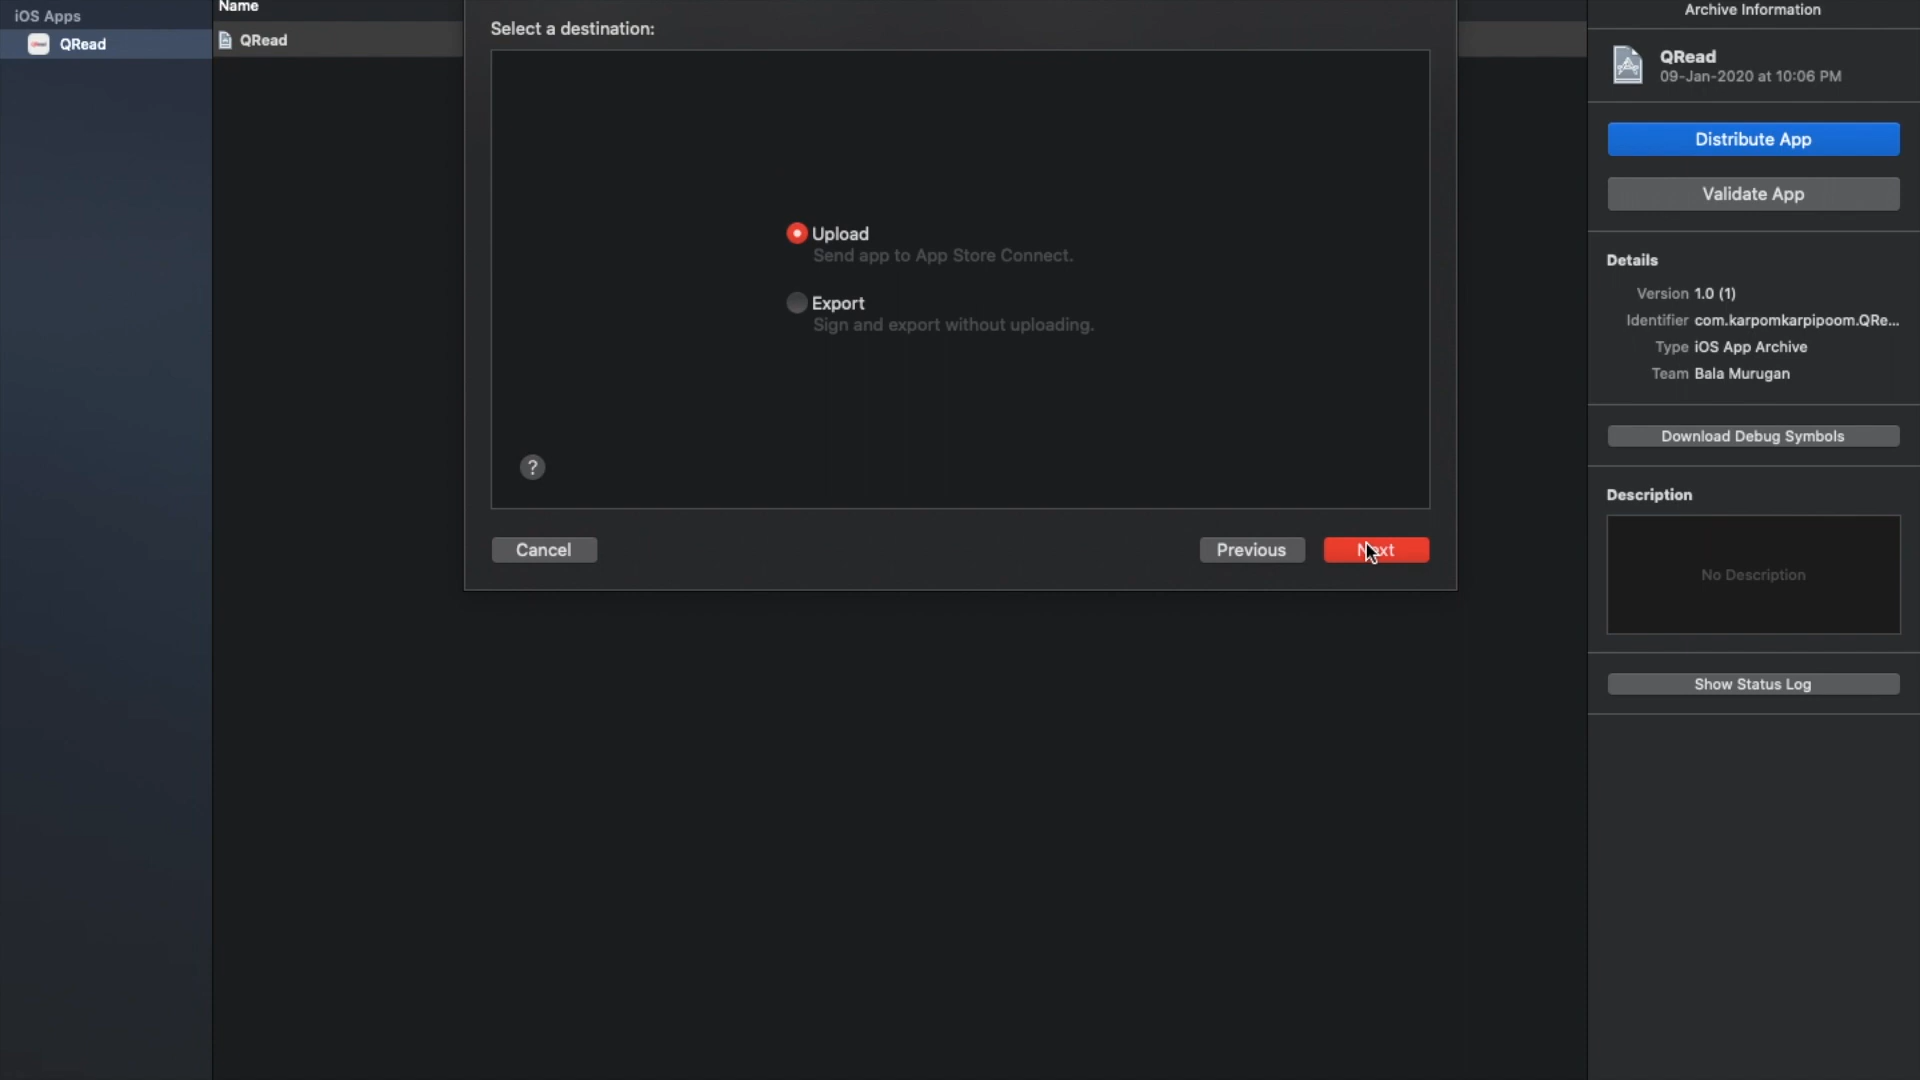 iOS Apps
QRead
Name
QRead
Select a destination:
Upload
Send app to App Store Connect.
Export
Sign and export without uploading.
?
Cancel
Previous
Next
Archive Information
QRead
09-Jan-2020 at 10:06 PM
Distribute App
Validate App
Details
Version 1.0 (1)
Identifier com.karpomkarpipoom.QRe...
Type iOS App Archive
Team Bala Murugan
Download Debug Symbols
Description
No Description
Show Status Log